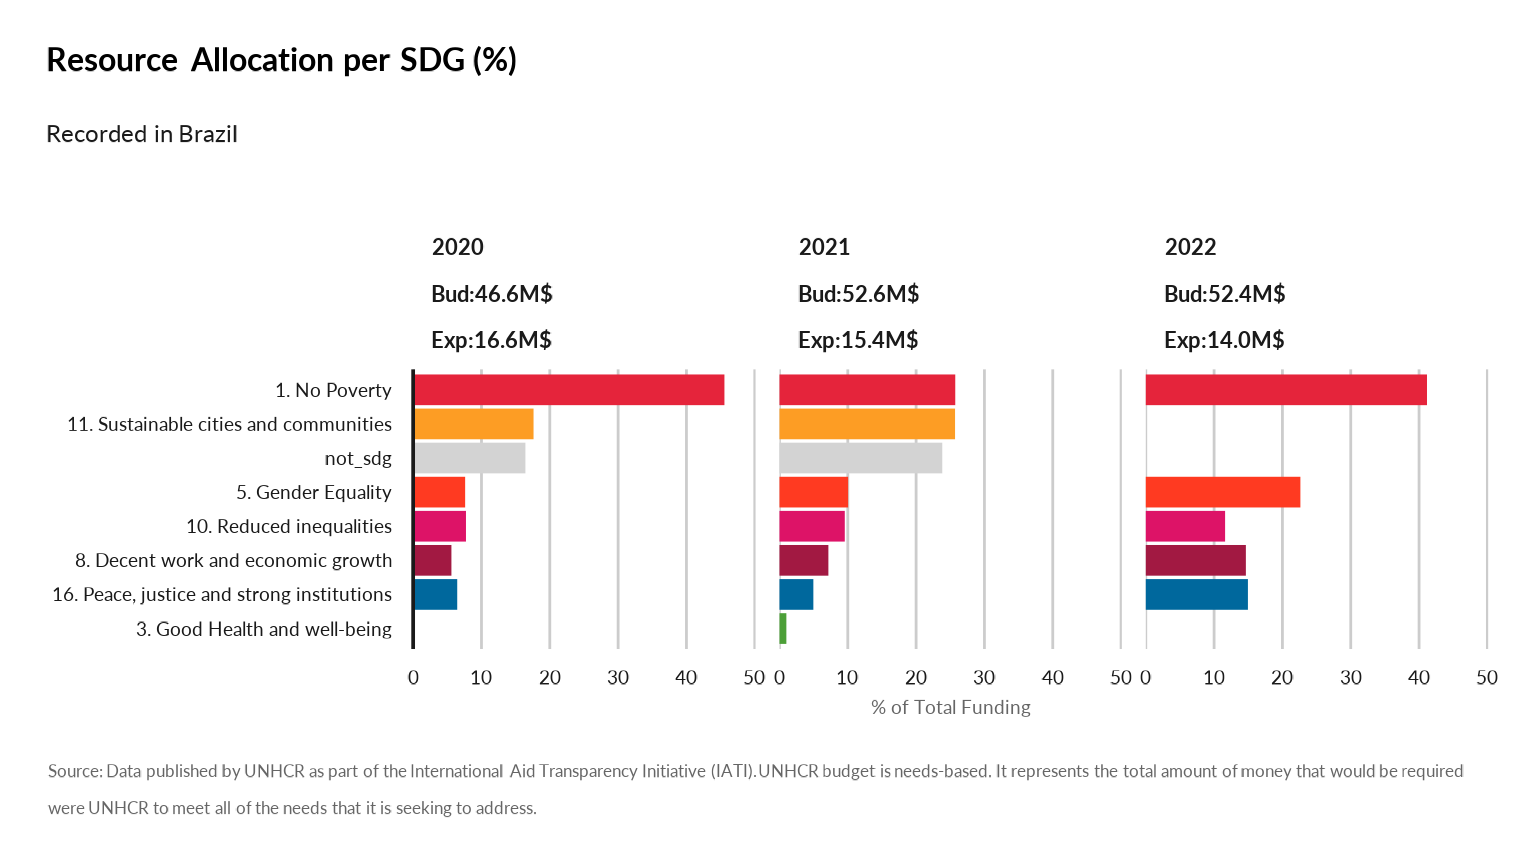 Resource Allocation per SDG (%)
Recorded in Brazil
2020
Bud:46.6M$
Exp:16.6M$
2021
Bud:52.6M$
Exp:15.4M$
2022
Bud:52.4M$
Exp:14.0M$
1. No Poverty
11. Sustainable cities and communities
not_sdg
5. Gender Equality
10. Reduced inequalities
8. Decent work and economic growth
16. Peace, justice and strong institutions
3. Good Health and well-being
0 10 20 30 40 50 0 10 20 30 40 50 0 10 20 30 40 50
% of Total Funding
Source: Data published by UNHCR as part of the International Aid Transparency Initiative (IATI).UNHCR budget is needs-based. It represents the total amount of money that would be required
were UNHCR to meet all of the needs that it is seeking to address.